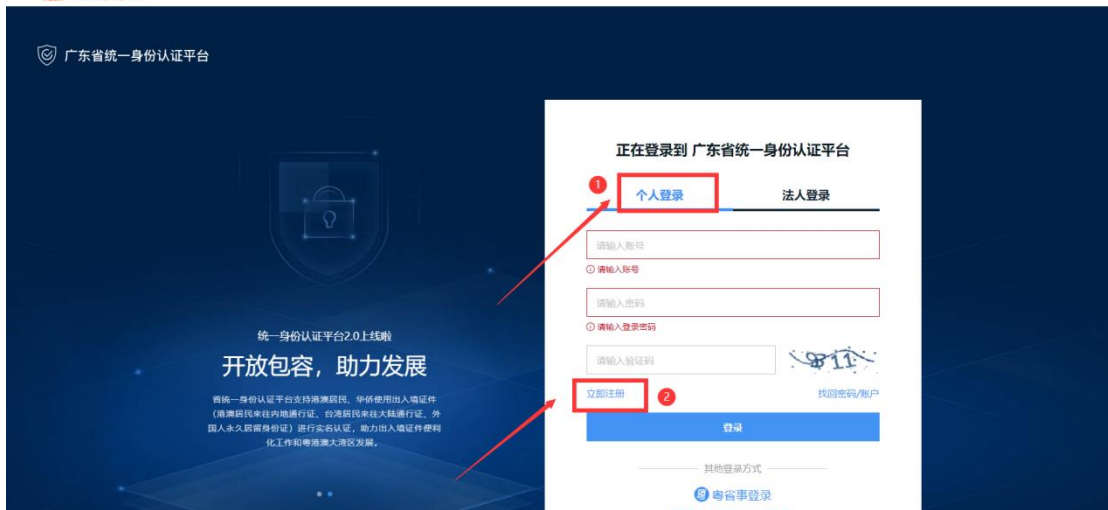 广东省统一身份认证平台
正在登录到 广东省统一身份认证平台
1
个人登录
法人登录
请输入账号
请输入账号
请输入密码
请输入登录密码
请输入验证码
9811
立即注册
2
找回密码/账户
登录
其他登录方式
粤省事登录
统一身份认证平台2.0上线啦
开放包容，助力发展
省统一身份认证平台支持港澳居民、华侨使用出入境证件
（港澳居民来往内地通行证、台湾居民来往大陆通行证、外
国人永久居留身份证）进行实名认证，助力出入境证件便利
化工作和粤港澳大湾区发展。